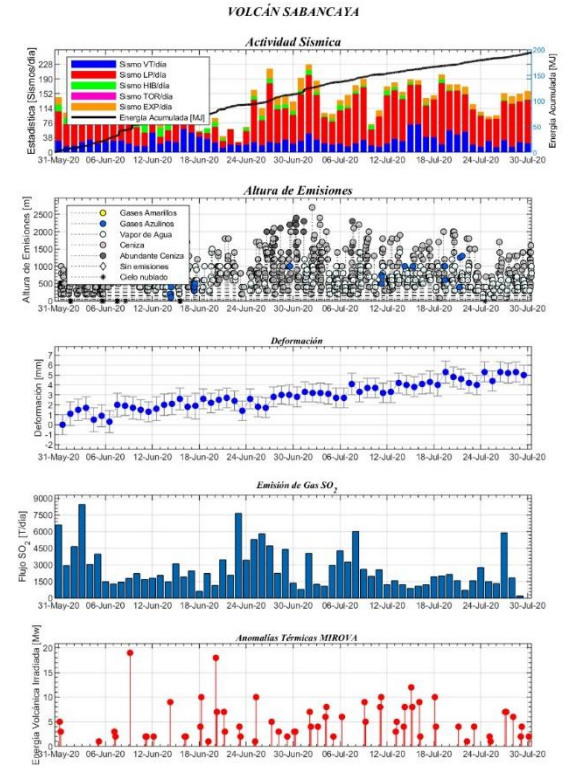 VOLCÁN SABANCAYA
Actividad Sísmica
Estadística [Sismos/día]
228
190
152
114
76
38
0
Sismo VT/día
Sismo LP/día
Sismo HIB/día
Sismo TOR/día
Sismo EXP/día
Energía Acumulada [MJ]
200
150
100
50
0
Energía Acumulada [MJ]
31-May-20 06-Jun-20 12-Jun-20 18-Jun-20 24-Jun-20 30-Jun-20 06-Jul-20 12-Jul-20 18-Jul-20 24-Jul-20 30-Jul-20
Altura de Emisiones
Altura de Emisiones [m]
2500
2000
1500
1000
500
0
Gases Amarillos
Gases Azulinos
Vapor de Agua
Ceniza
Abundante Ceniza
Sin emisiones
Cielo nublado
31-May-20 06-Jun-20 12-Jun-20 18-Jun-20 24-Jun-20 30-Jun-20 06-Jul-20 12-Jul-20 18-Jul-20 24-Jul-20 30-Jul-20
Deformación
Deformación [mm]
7
6
5
4
3
2
1
0
-1
-2
31-May-20 06-Jun-20 12-Jun-20 18-Jun-20 24-Jun-20 30-Jun-20 06-Jul-20 12-Jul-20 18-Jul-20 24-Jul-20 30-Jul-20
Emisión de Gas SO2
Flujo SO2 [T/día]
9000
7500
6000
4500
3000
1500
0
31-May-20 06-Jun-20 12-Jun-20 18-Jun-20 24-Jun-20 30-Jun-20 06-Jul-20 12-Jul-20 18-Jul-20 24-Jul-20 30-Jul-20
Anomalías Térmicas MIROVA
Energía Volcánica Irradiada [Mw]
20
15
10
5
0
31-May-20 06-Jun-20 12-Jun-20 18-Jun-20 24-Jun-20 30-Jun-20 06-Jul-20 12-Jul-20 18-Jul-20 24-Jul-20 30-Jul-20